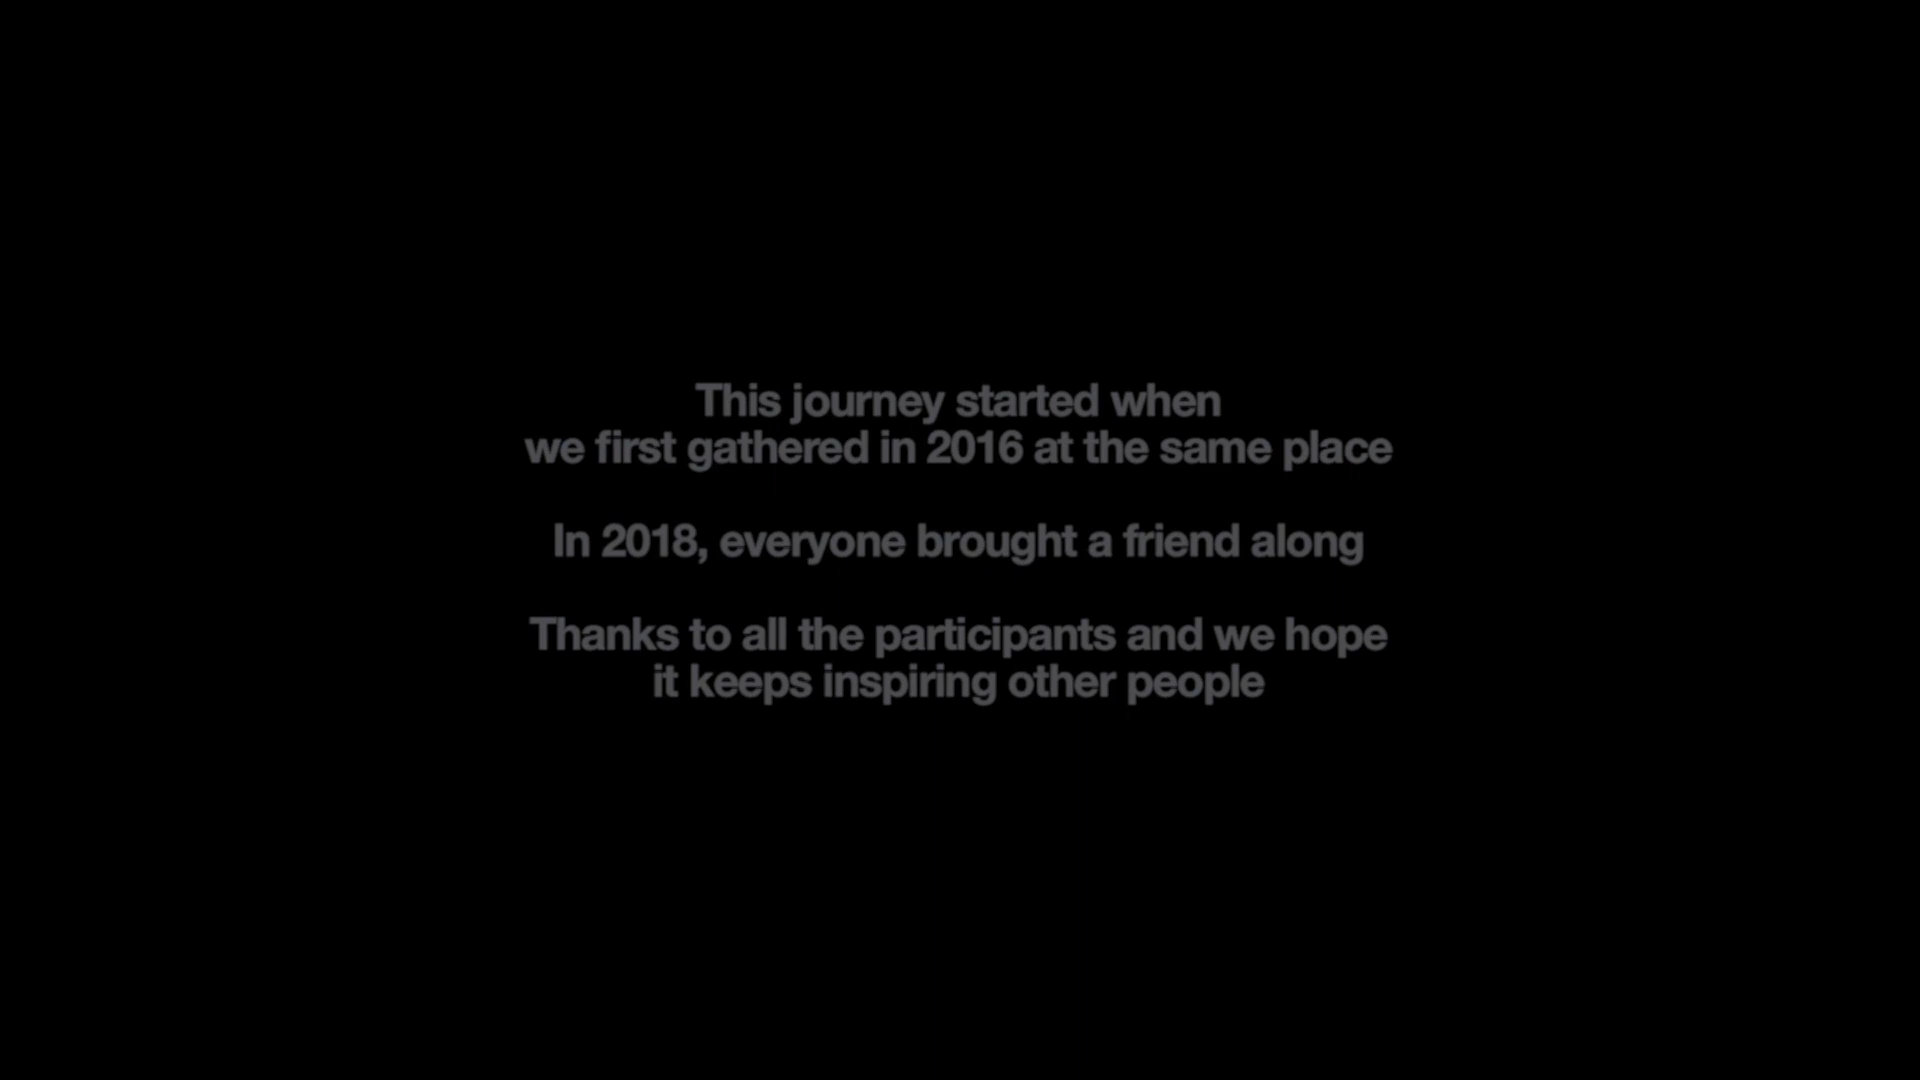 This journey started when
we first gathered in 2016 at the same place
In 2018, everyone brought a friend along
Thanks to all the participants and we hope
it keeps inspiring other people